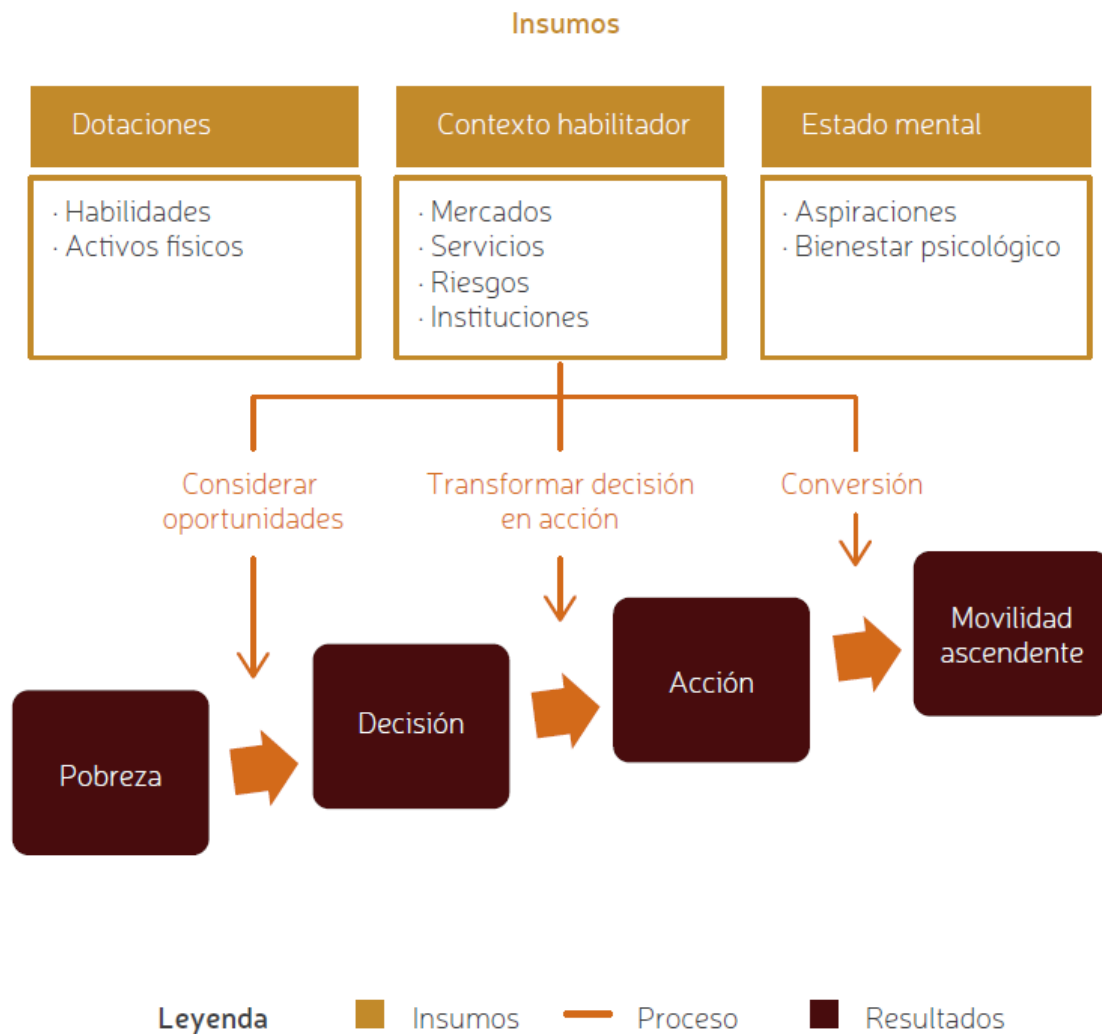 Insumos
Dotaciones
Contexto habilitador
Estado mental
· Habilidades
· Activos físicos
· Mercados
· Servicios
· Riesgos
· Instituciones
· Aspiraciones
· Bienestar psicológico
Considerar
oportunidades
Transformar decisión
en acción
Conversión
Pobreza
Decisión
Acción
Movilidad
ascendente
Leyenda
Insumos
Proceso
Resultados